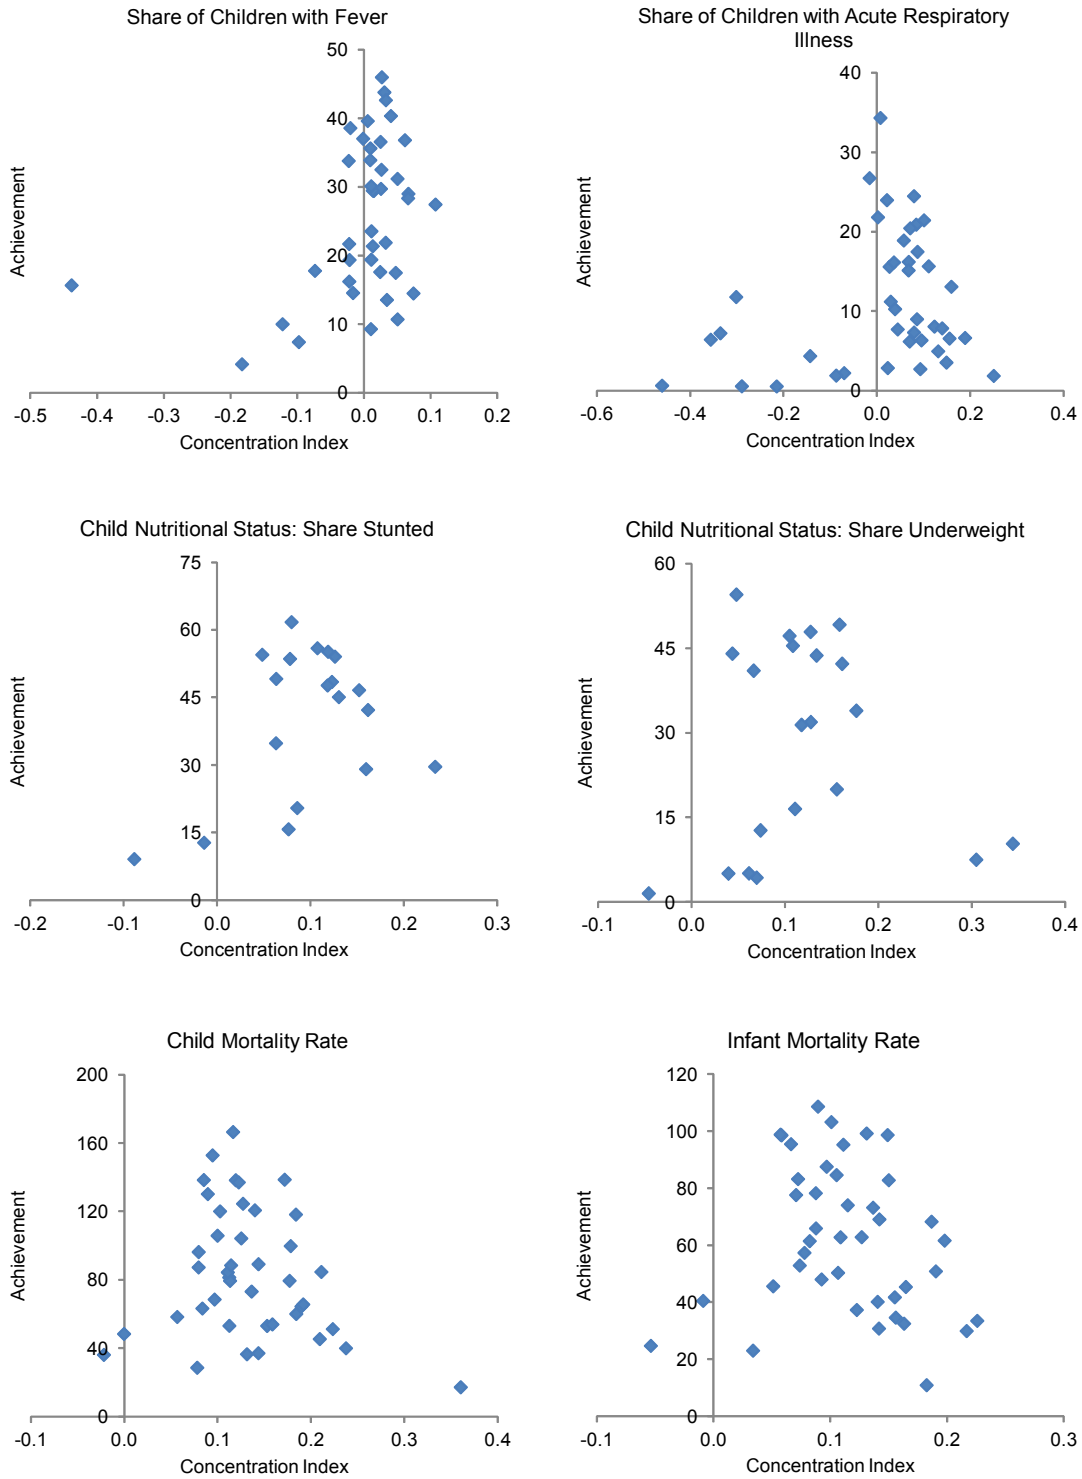 Share of Children with Fever
50
40
30
20
10
0
-0.5 -0.4 -0.3 -0.2 -0.1 0.0 0.1 0.2
Concentration Index
Achievement
Share of Children with Acute Respiratory
Illness
40
30
20
10
0
-0.6 -0.4 -0.2 0.0 0.2 0.4
Concentration Index
Achievement
Child Nutritional Status: Share Stunted
75
60
45
30
15
0
-0.2 -0.1 0.0 0.1 0.2 0.3
Concentration Index
Achievement
Child Nutritional Status: Share Underweight
60
45
30
15
0
-0.1 0.0 0.1 0.2 0.3 0.4
Concentration Index
Achievement
Child Mortality Rate
200
160
120
80
40
0
-0.1 0.0 0.1 0.2 0.3 0.4
Concentration Index
Achievement
Infant Mortality Rate
120
100
80
60
40
20
0
-0.1 0.0 0.1 0.2 0.3
Concentration Index
Achievement